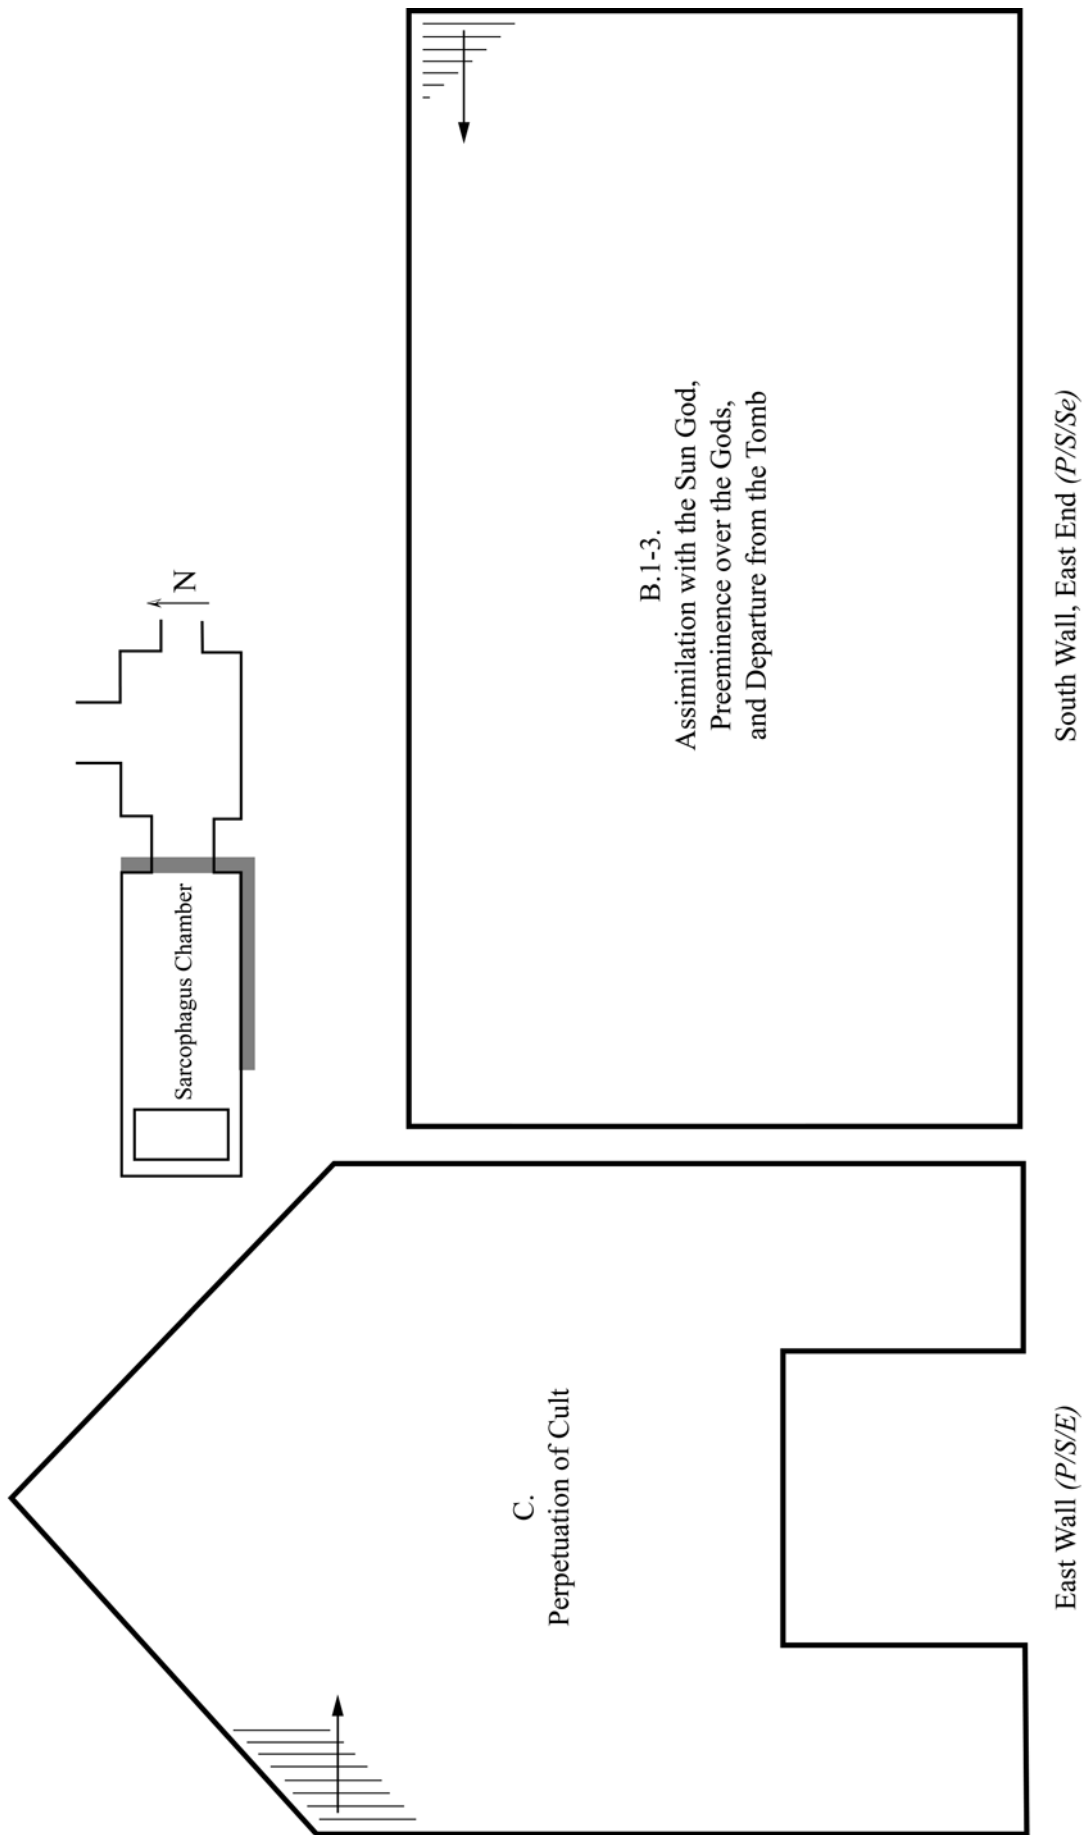 N
Sarcophagus Chamber
C.
Perpetuation of Cult
East Wall (P/S/E)
B.1-3.
Assimilation with the Sun God,
Preeminence over the Gods,
and Departure from the Tomb
South Wall, East End (P/S/Se)